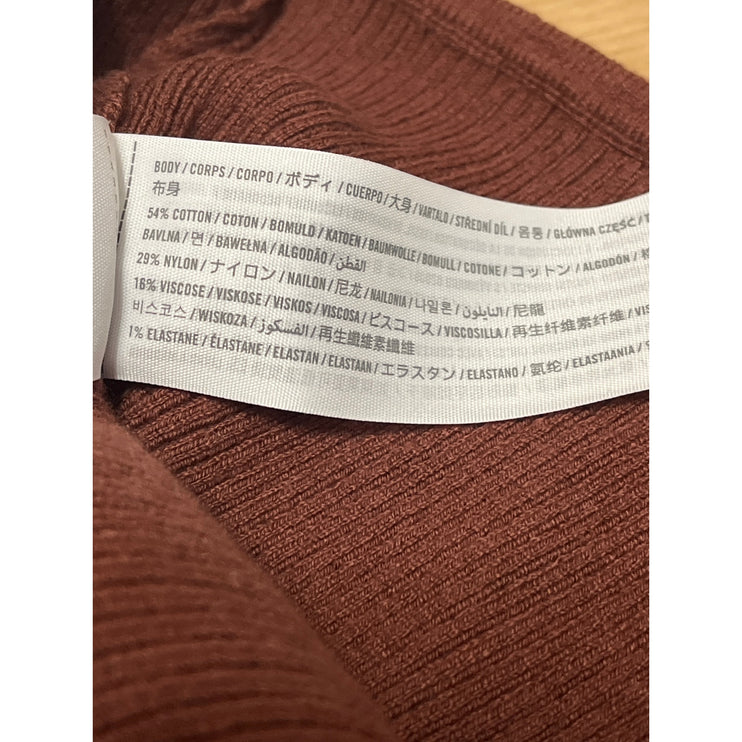 BODY / CORPS / CORPO / ボディ / CUERPO / 大身 / VARTALO / STŘEDNÍ DÍL / 몸통 / GŁÓWNA CZĘŚĆ /
布身
54% COTTON / COTON / BOMULD / KATOEN / BAUMWOLLE / BOMULL / COTONE / コットン / ALGODÓN /
BAVLNA / 면 / BAWEŁNA / ALGODÃO / القطن
29% NYLON / ナイロン / NAILON / 尼龙 / NAILONIA / 나일론 / النايلون / 尼龍
16% VISCOSE / VISKOSE / VISKOS / VISCOSA / ビスコース / VISCOSILLA / 再生纤维素纤维 /
비스코스 / WISKOZA / الفسكوز / 再生纖維素纖維
1% ELASTANE / ÉLASTANE / ELASTAN / ELASTAAN / エラスタン / ELASTANO / 氨纶 / ELASTAANIA /